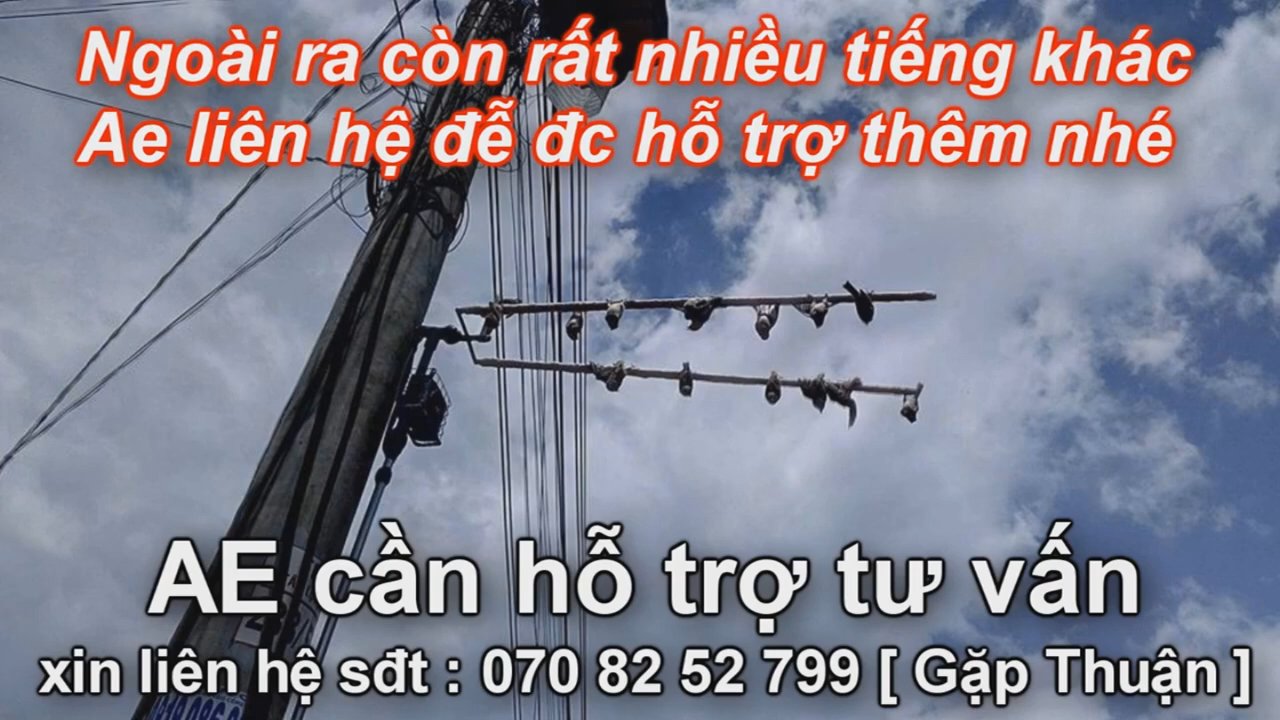 Ngoài ra còn rất nhiều tiếng khác
Ae liên hệ đễ đc hỗ trợ thêm nhé
AE cần hỗ trợ tư vấn
xin liên hệ sđt : 070 82 52 799 [ Gặp Thuận ]